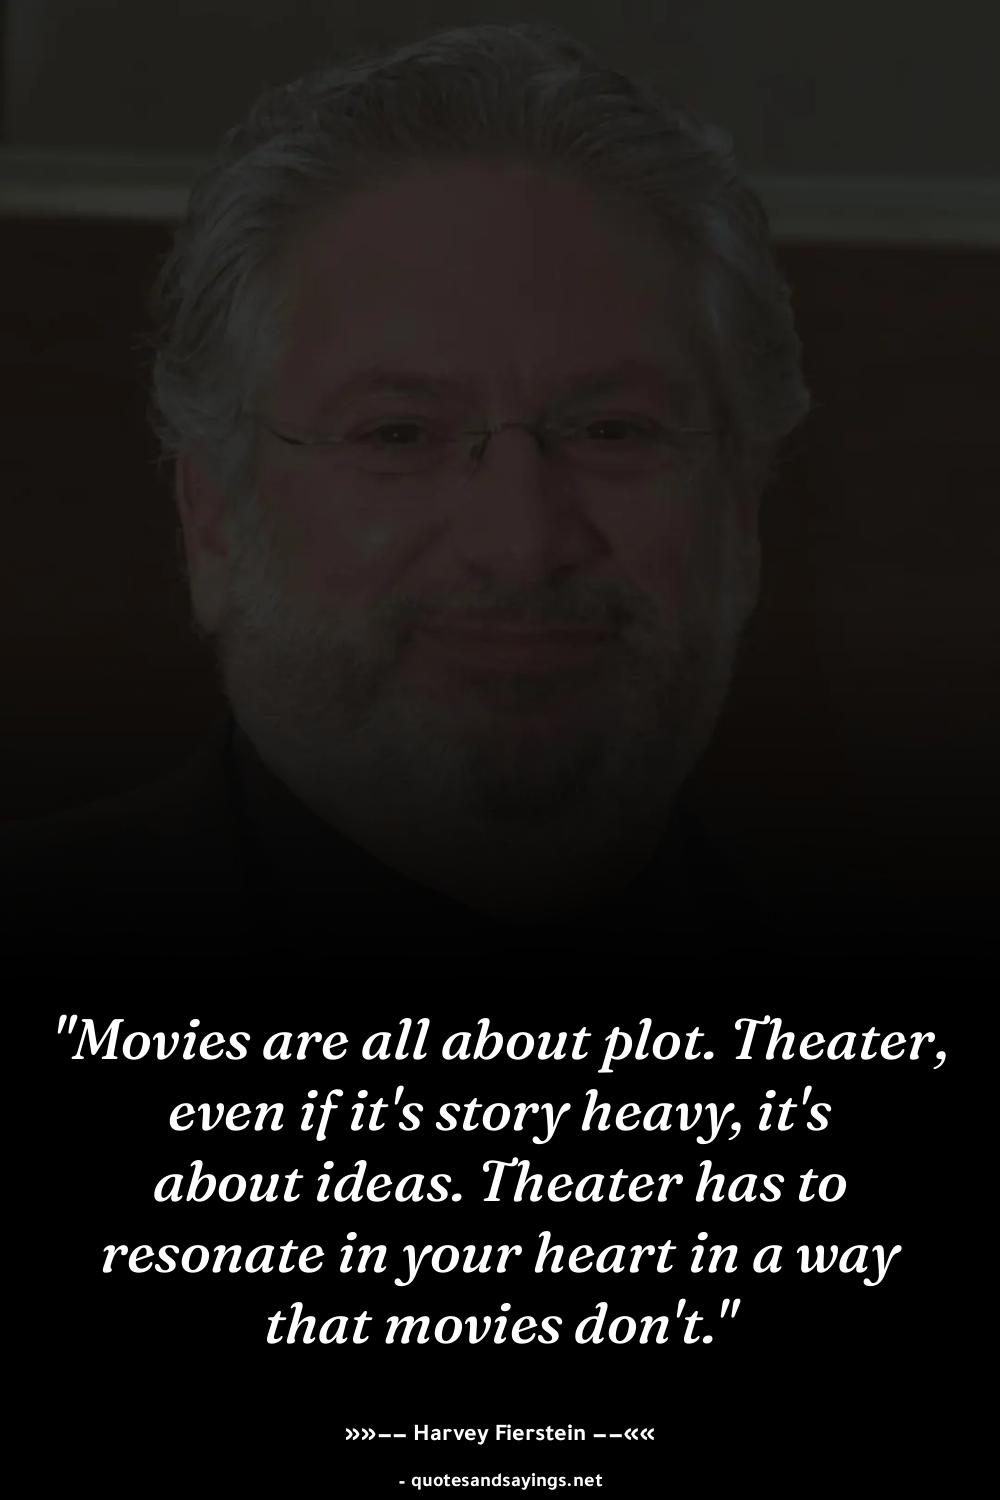 "Movies are all about plot. Theater,
even if it's story heavy, it's
about ideas. Theater has to
resonate in your heart in a way
that movies don't."
»»-- Harvey Fierstein --««
- quotesandsayings.net